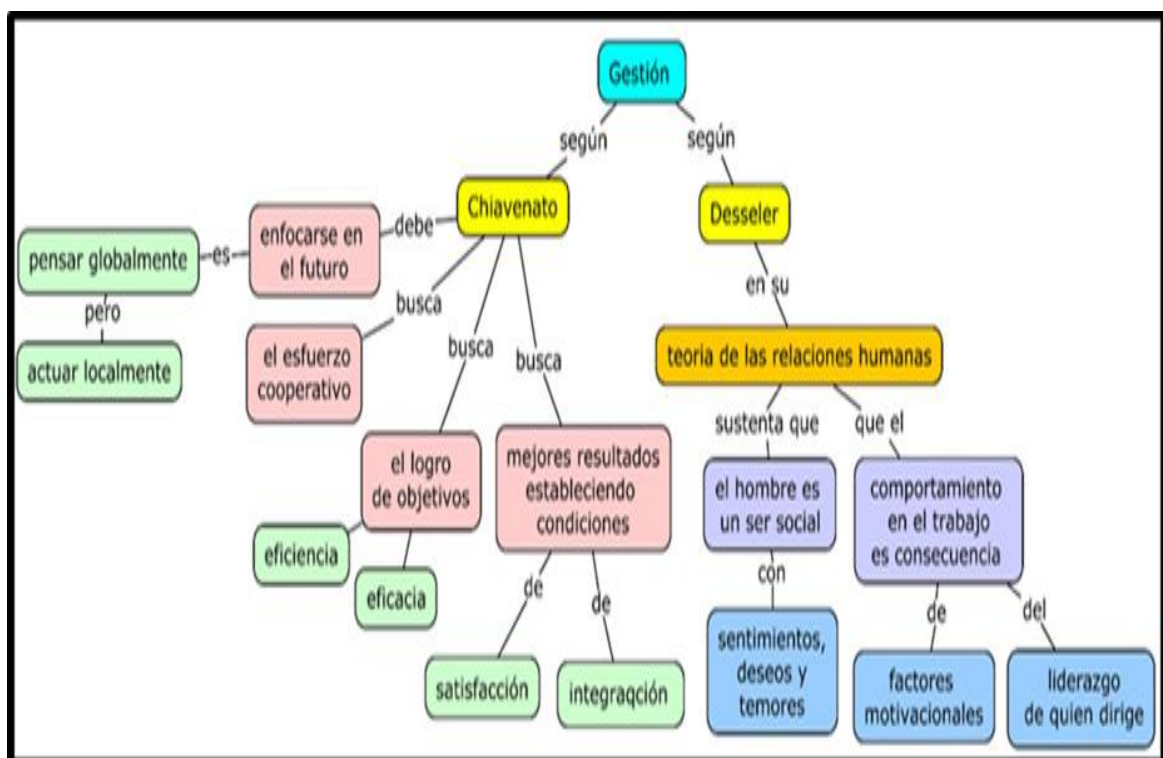 Gestión
según
según
Chiavenato
Desseler
debe
enfocarse en
el futuro
es
pensar globalmente
pero
actuar localmente
busca
el esfuerzo
cooperativo
busca
el logro
de objetivos
eficiencia
eficacia
busca
mejores resultados
estableciendo
condiciones
de
satisfacción
de
integraqción
en su
teoria de las relaciones humanas
sustenta que
el hombre es
un ser social
con
sentimientos,
deseos y
temores
que el
comportamiento
en el trabajo
es consecuencia
de
factores
motivacionales
del
liderazgo
de quien dirige